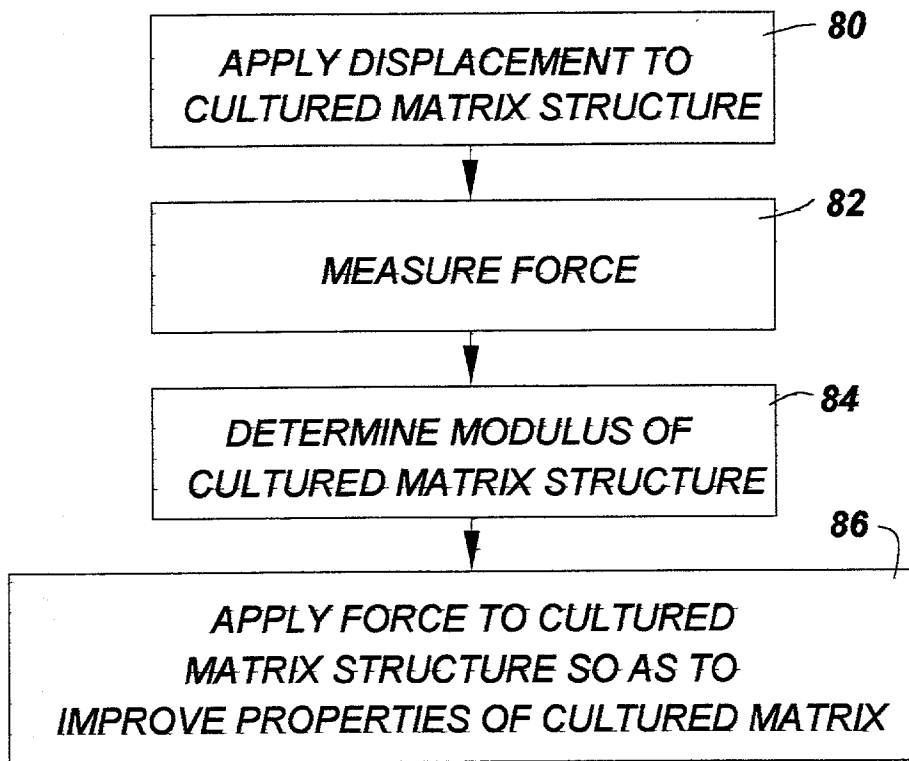 80
APPLY DISPLACEMENT TO
CULTURED MATRIX STRUCTURE
82
MEASURE FORCE
84
DETERMINE MODULUS OF
CULTURED MATRIX STRUCTURE
86
APPLY FORCE TO CULTURED
MATRIX STRUCTURE SO AS TO
IMPROVE PROPERTIES OF CULTURED MATRIX